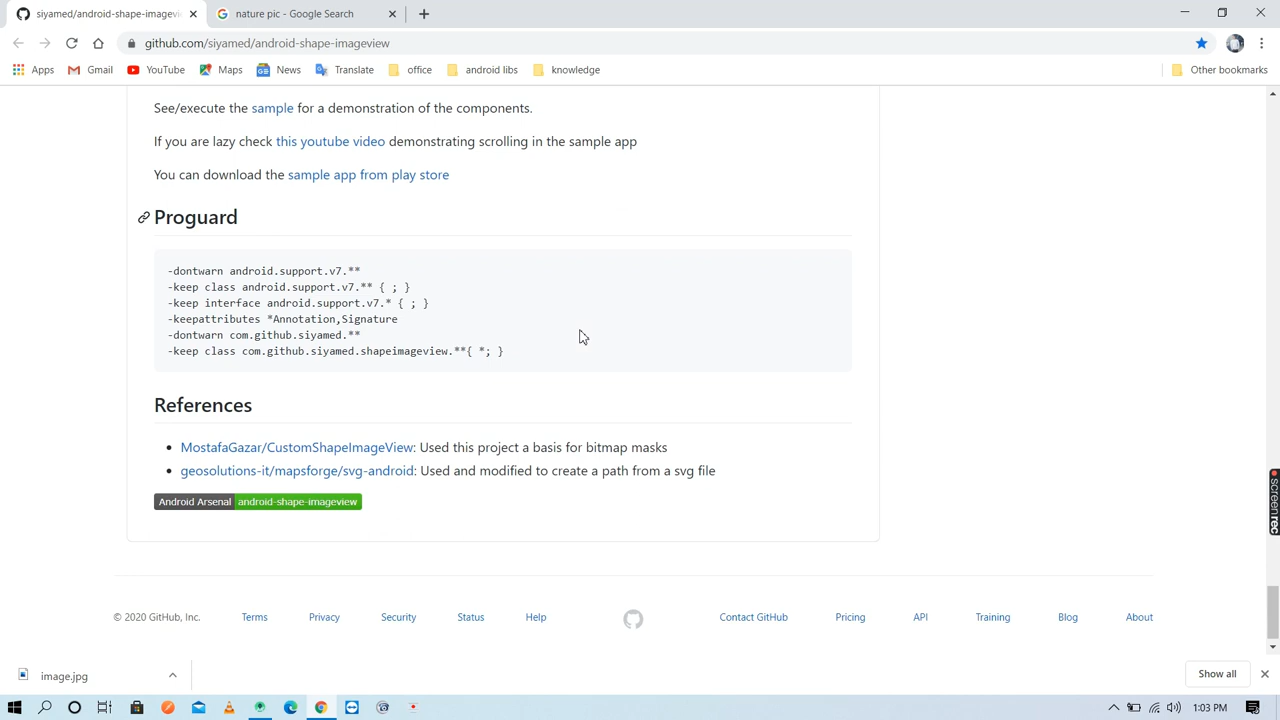 siyamed/android-shape-imageview
nature pic - Google Search
github.com/siyamed/android-shape-imageview
Apps
Gmail
YouTube
Maps
News
Translate
office
android libs
knowledge
Other bookmarks
See/execute the sample for a demonstration of the components.
If you are lazy check this youtube video demonstrating scrolling in the sample app
You can download the sample app from play store
Proguard
-dontwarn android.support.v7.**
-keep class android.support.v7.** { ; }
-keep interface android.support.v7.* { ; }
-keepattributes *Annotation,Signature
-dontwarn com.github.siyamed.**
-keep class com.github.siyamed.shapeimageview.**{ *; }
References
MostafaGazar/CustomShapeImageView: Used this project a basis for bitmap masks
geosolutions-it/mapsforge/svg-android: Used and modified to create a path from a svg file
Android Arsenal android-shape-imageview
© 2020 GitHub, Inc.
Terms
Privacy
Security
Status
Help
Contact GitHub
Pricing
API
Training
Blog
About
screenrec
image.jpg
Show all
1:03 PM